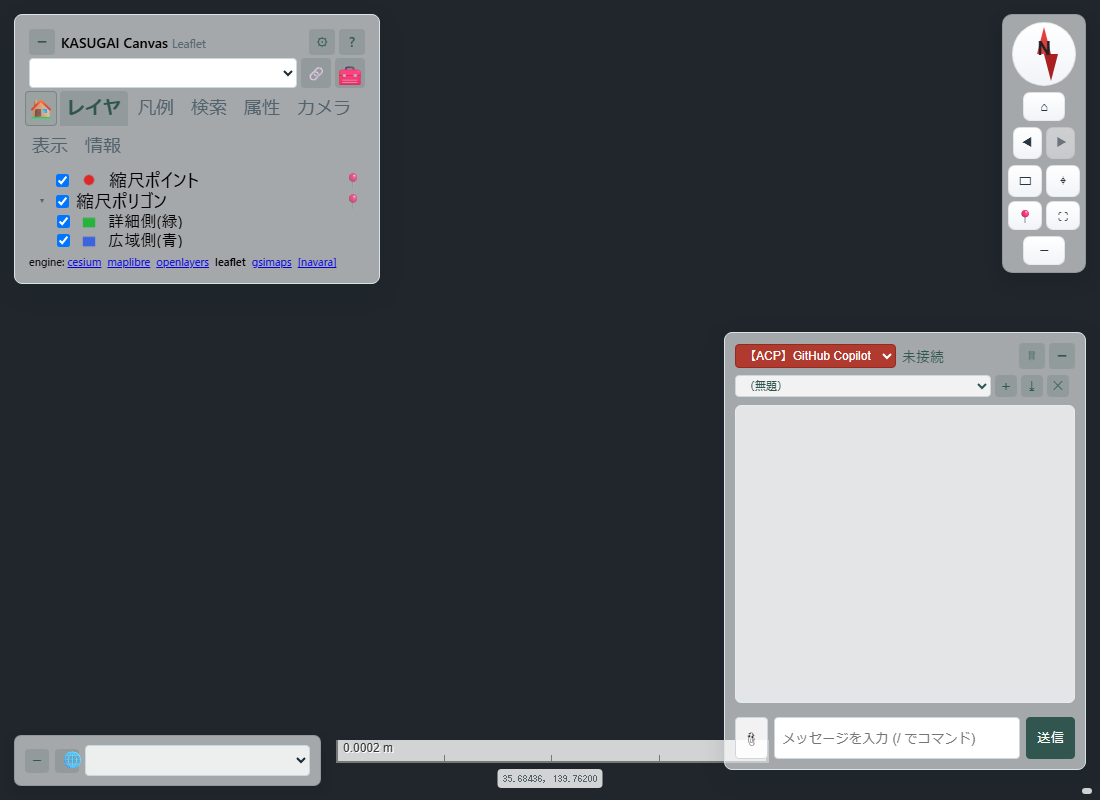 KASUGAI Canvas Leaflet
?
N
レイヤ 凡例 検索 属性 カメラ
表示 情報
縮尺ポイント
縮尺ポリゴン
詳細側(緑)
広域側(青)
engine: cesium maplibre openlayers leaflet gsimaps [navara]
【ACP】GitHub Copilot 未接続
（無題）
メッセージを入力 (/ でコマンド)
送信
0.0002 m
35.68436, 139.76200